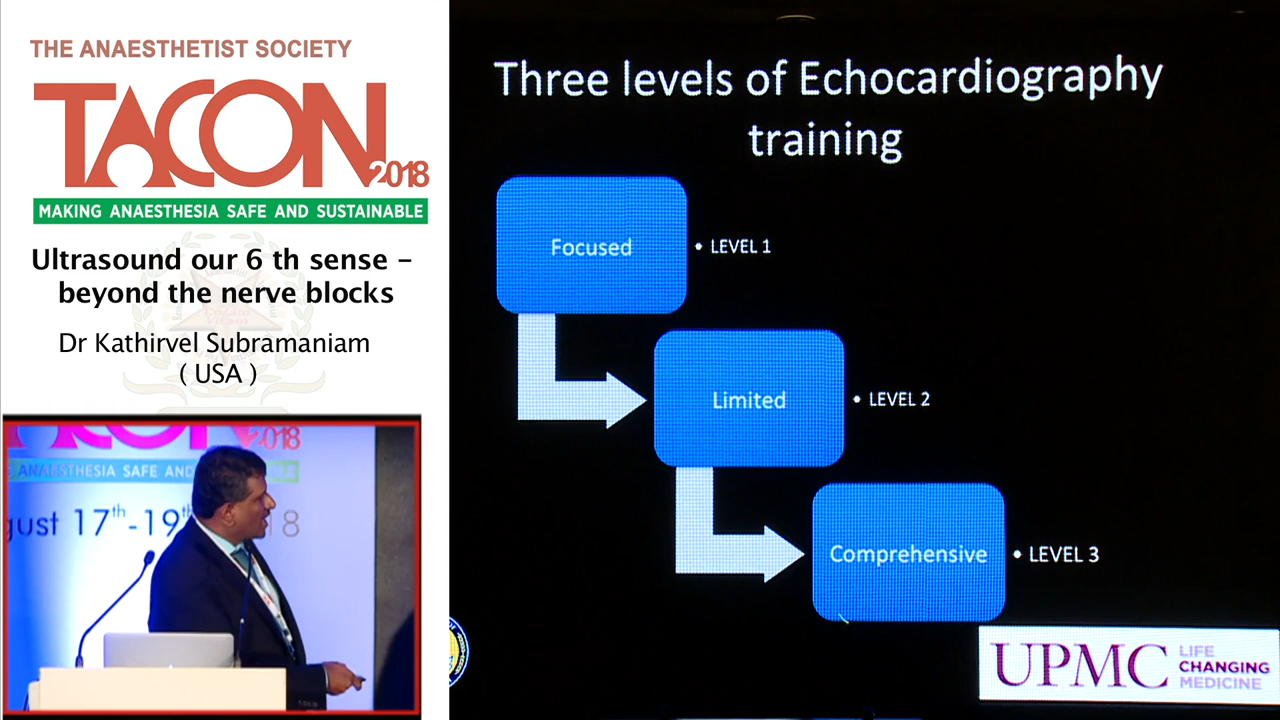 THE ANAESTHETIST SOCIETY
TACON
2018
MAKING ANAESTHESIA SAFE AND SUSTAINABLE
Ultrasound our 6 th sense –
beyond the nerve blocks
Dr Kathirvel Subramaniam
( USA )
2018
ANAESTHESIA SAFE AND
gust 17th-19th 2018
Three levels of Echocardiography
training
Focused
• LEVEL 1
Limited
• LEVEL 2
Comprehensive
• LEVEL 3
UPMC
LIFE
CHANGING
MEDICINE